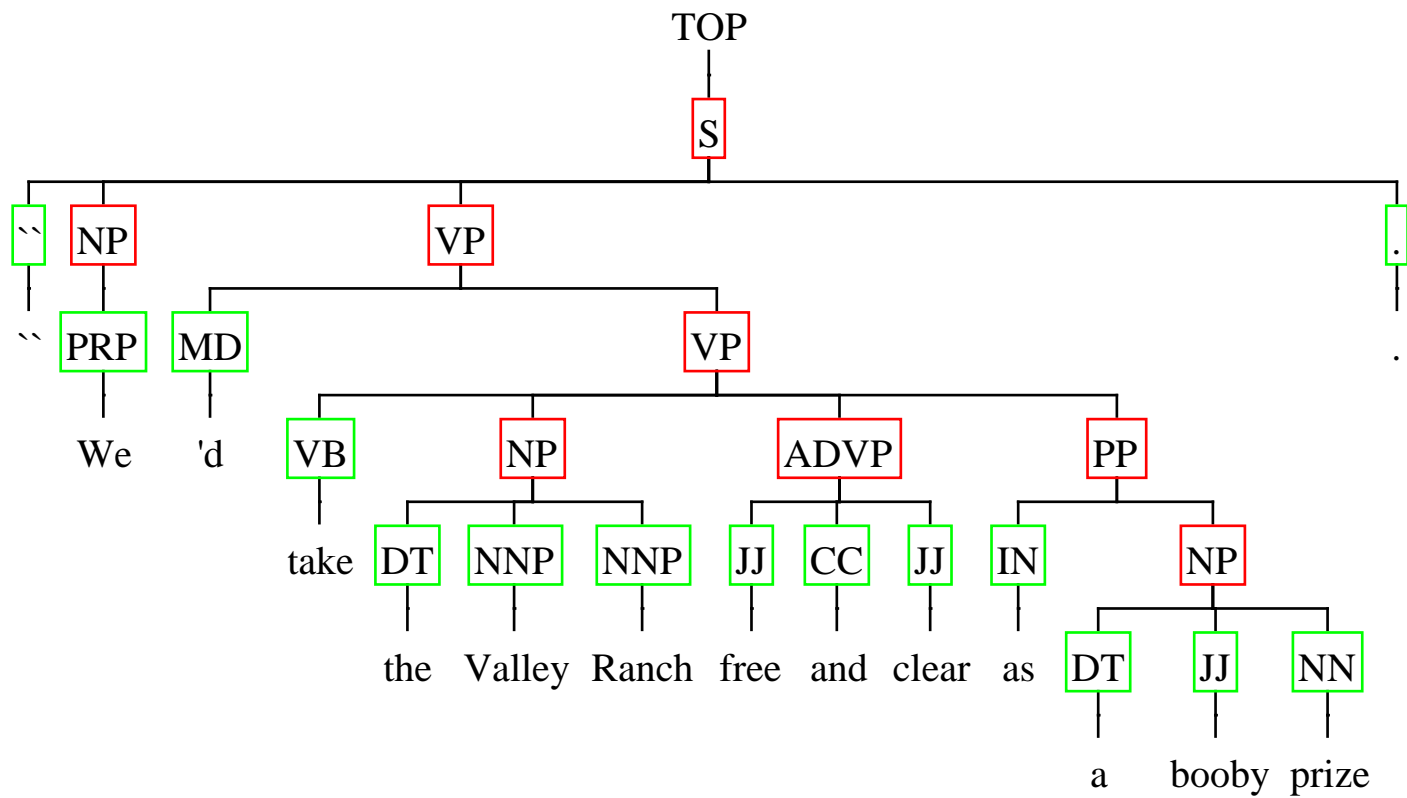 TOP
S
`` NP VP .
`` PRP MD VP .
We 'd VB NP ADVP PP
take DT NNP NNP JJ CC JJ IN NP
the Valley Ranch free and clear as DT JJ NN
a booby prize